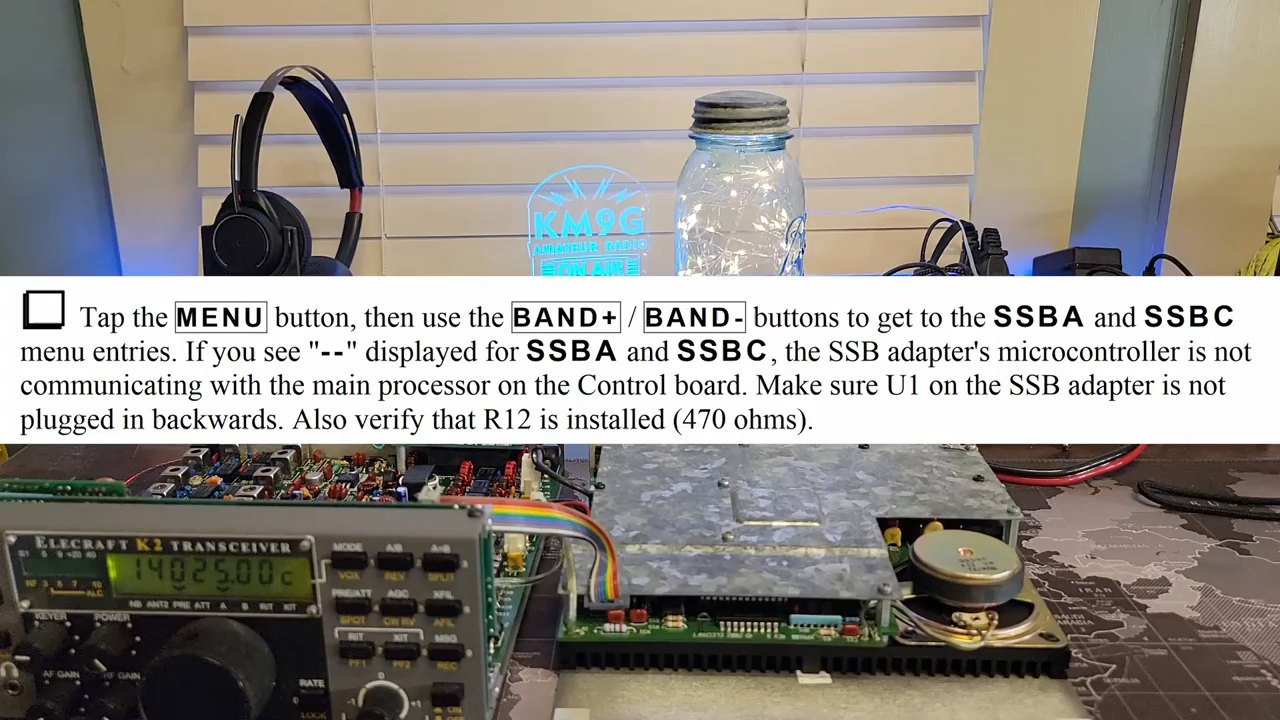 KM9G
AMATEUR RADIO
ON AIR
Tap the MENU button, then use the BAND+ / BAND- buttons to get to the SSBA and SSBC
menu entries. If you see "--" displayed for SSBA and SSBC, the SSB adapter's microcontroller is not
communicating with the main processor on the Control board. Make sure U1 on the SSB adapter is not
plugged in backwards. Also verify that R12 is installed (470 ohms).
ELECRAFT K2 TRANSCEIVER
14025.00c
NB ANT2 PRE ATT A B RIT XIT
KEYER POWER
AF GAIN RF GAIN
RATE
LOCK
MODE A/B A=B
VOX REV SPLIT
PRE/ATT AGC XFIL
SPOT CW RV AFIL
RIT XIT MSG
PF1 PF2 REC
IRAN